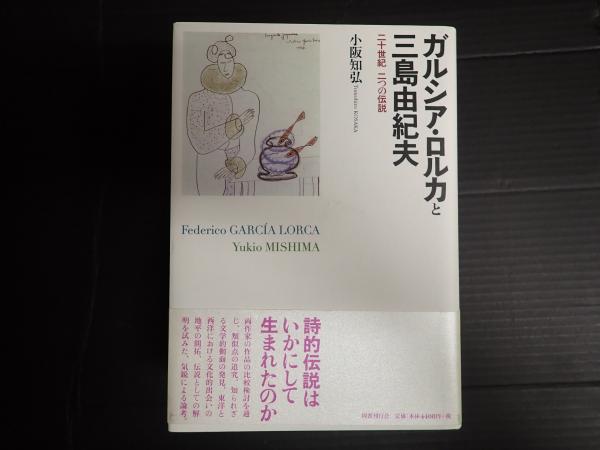 ガルシア・ロルカと
三島由紀夫
二十世紀 二つの伝説
小阪知弘
Tomohiro KOSAKA
Federico GARCÍA LORCA
Yukio MISHIMA
詩的伝説は
いかにして
生まれたのか
両作家の作品の比較検討を通
じ、類似点の追究、知られざ
る文学的側面の発見、東洋と
西洋における文化的出会いの
地平の開拓、伝説としての解
明を試みた、気鋭による論考。
国書刊行会